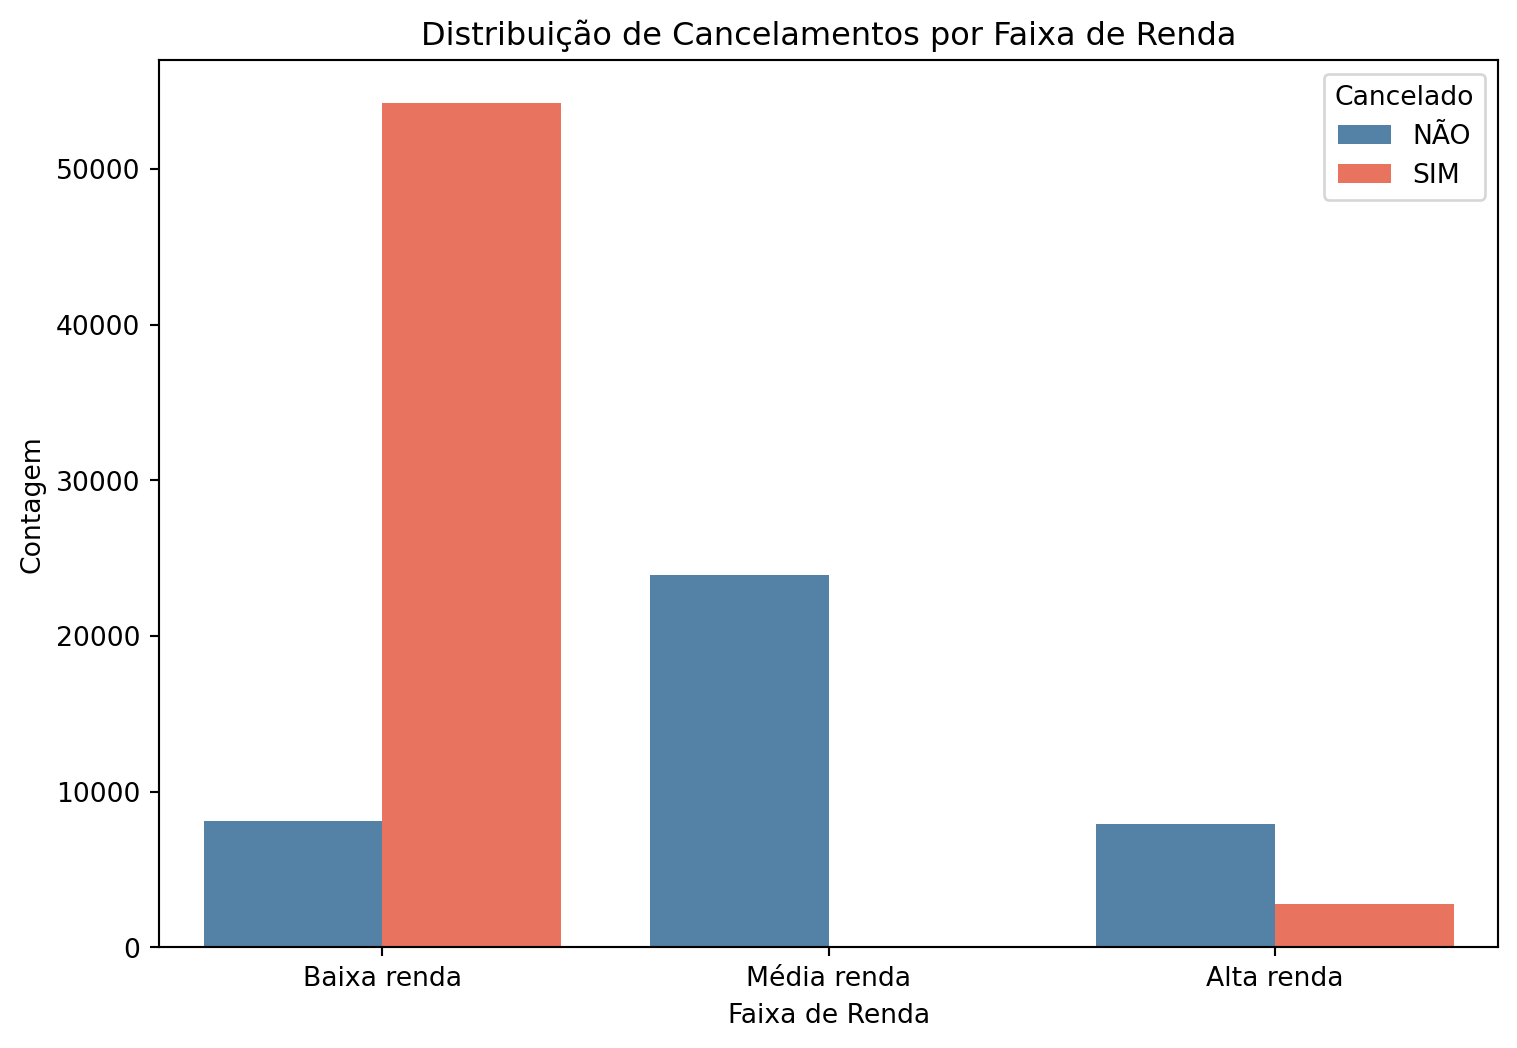 Distribuição de Cancelamentos por Faixa de Renda
Cancelado
NÃO
SIM
Contagem
50000
40000
30000
20000
10000
0
Baixa renda
Média renda
Alta renda
Faixa de Renda